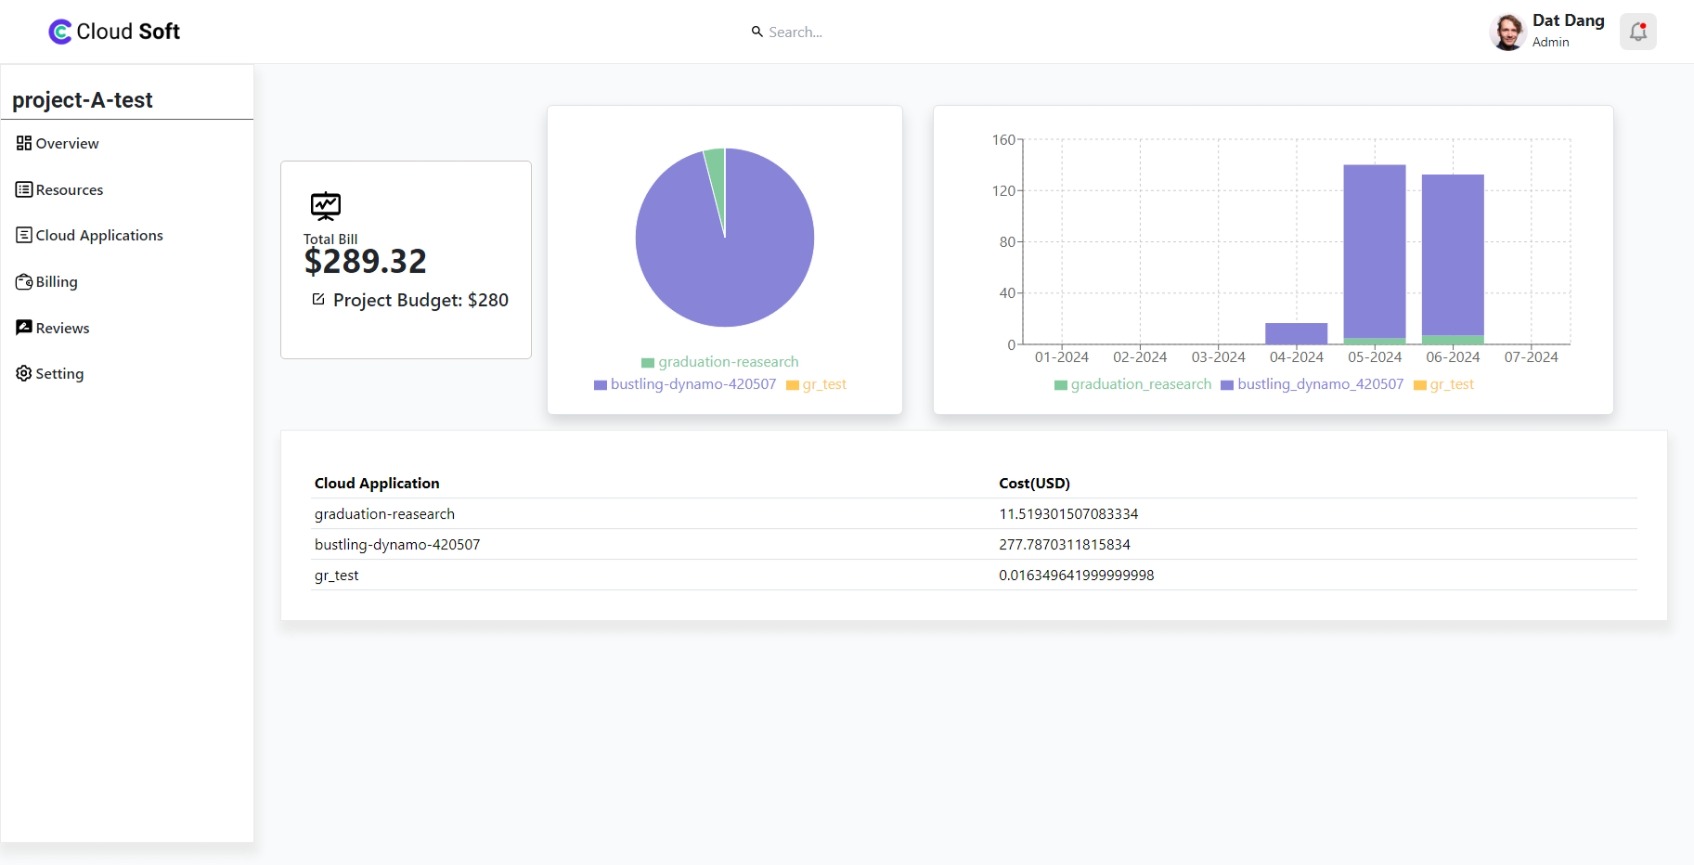 Cloud Soft
Search...
Dat Dang
Admin
project-A-test
Overview
Resources
Cloud Applications
Billing
Reviews
Setting
Total Bill
$289.32
Project Budget: $280
graduation-reasearch
bustling-dynamo-420507 gr_test
160
120
80
40
0
01-2024 02-2024 03-2024 04-2024 05-2024 06-2024 07-2024
graduation_reasearch bustling_dynamo_420507 gr_test
Cloud Application Cost(USD)
graduation-reasearch 11.519301507083334
bustling-dynamo-420507 277.7870311815834
gr_test 0.016349641999999998